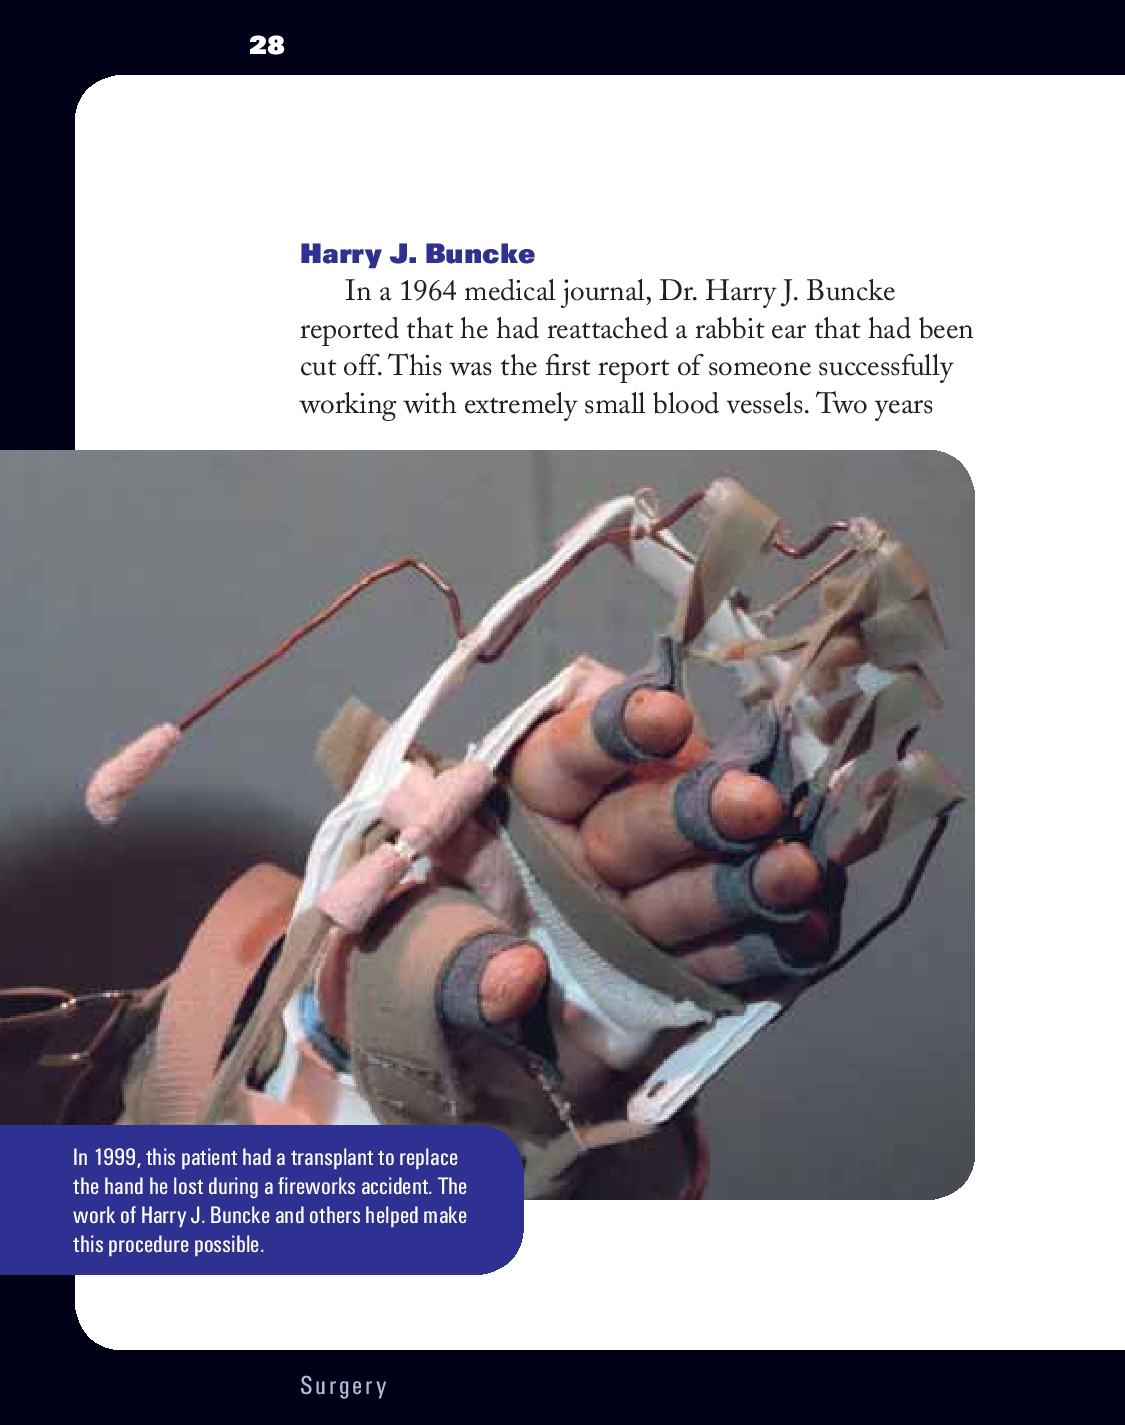 28
Harry J. Buncke
In a 1964 medical journal, Dr. Harry J. Buncke
reported that he had reattached a rabbit ear that had been
cut off. This was the first report of someone successfully
working with extremely small blood vessels. Two years
In 1999, this patient had a transplant to replace
the hand he lost during a fireworks accident. The
work of Harry J. Buncke and others helped make
this procedure possible.
Surgery